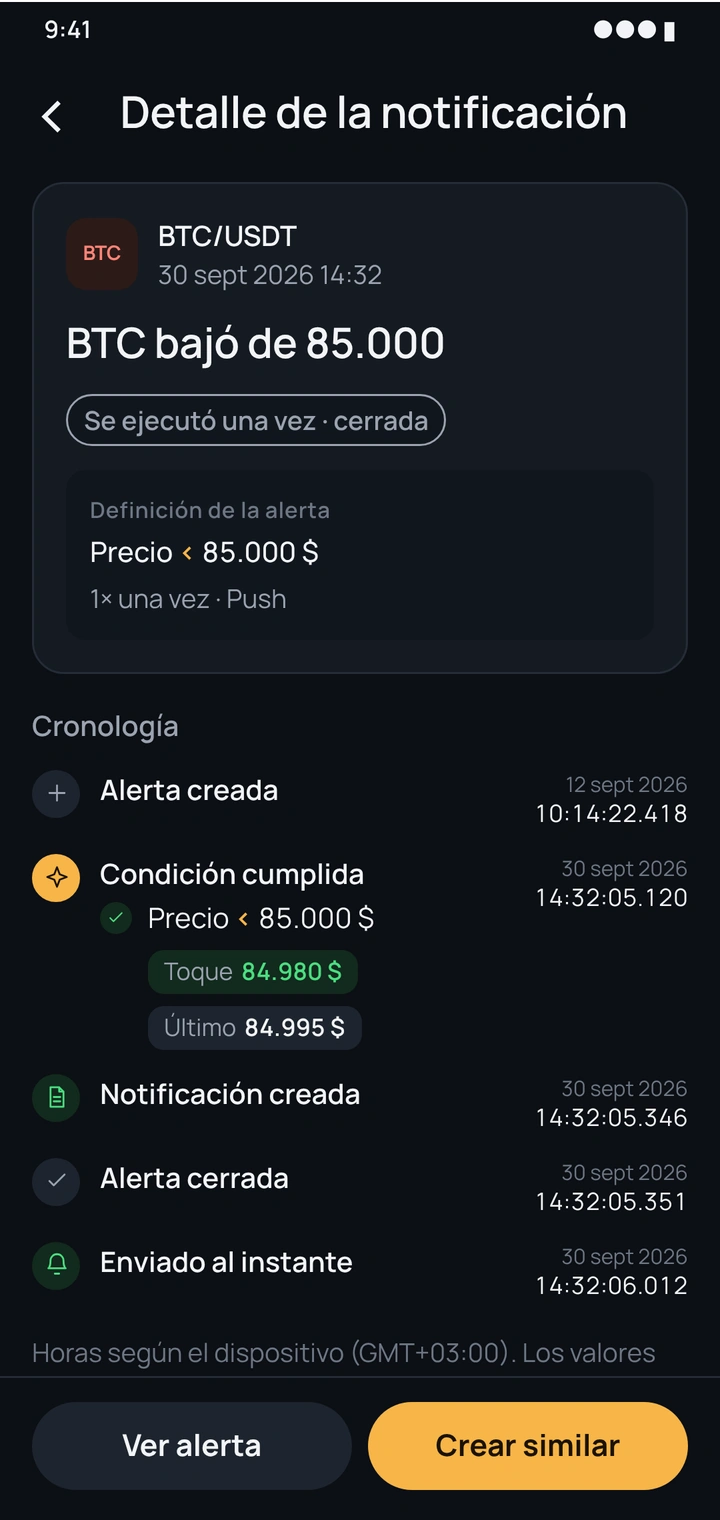 9:41
Detalle de la notificación
BTC
BTC/USDT
30 sept 2026 14:32
BTC bajó de 85.000
Se ejecutó una vez · cerrada
Definición de la alerta
Precio < 85.000 $
1× una vez · Push
Cronología
Alerta creada
12 sept 2026
10:14:22.418
Condición cumplida
30 sept 2026
14:32:05.120
Precio < 85.000 $
Toque 84.980 $
Último 84.995 $
Notificación creada
30 sept 2026
14:32:05.346
Alerta cerrada
30 sept 2026
14:32:05.351
Enviado al instante
30 sept 2026
14:32:06.012
Horas según el dispositivo (GMT+03:00). Los valores
Ver alerta
Crear similar